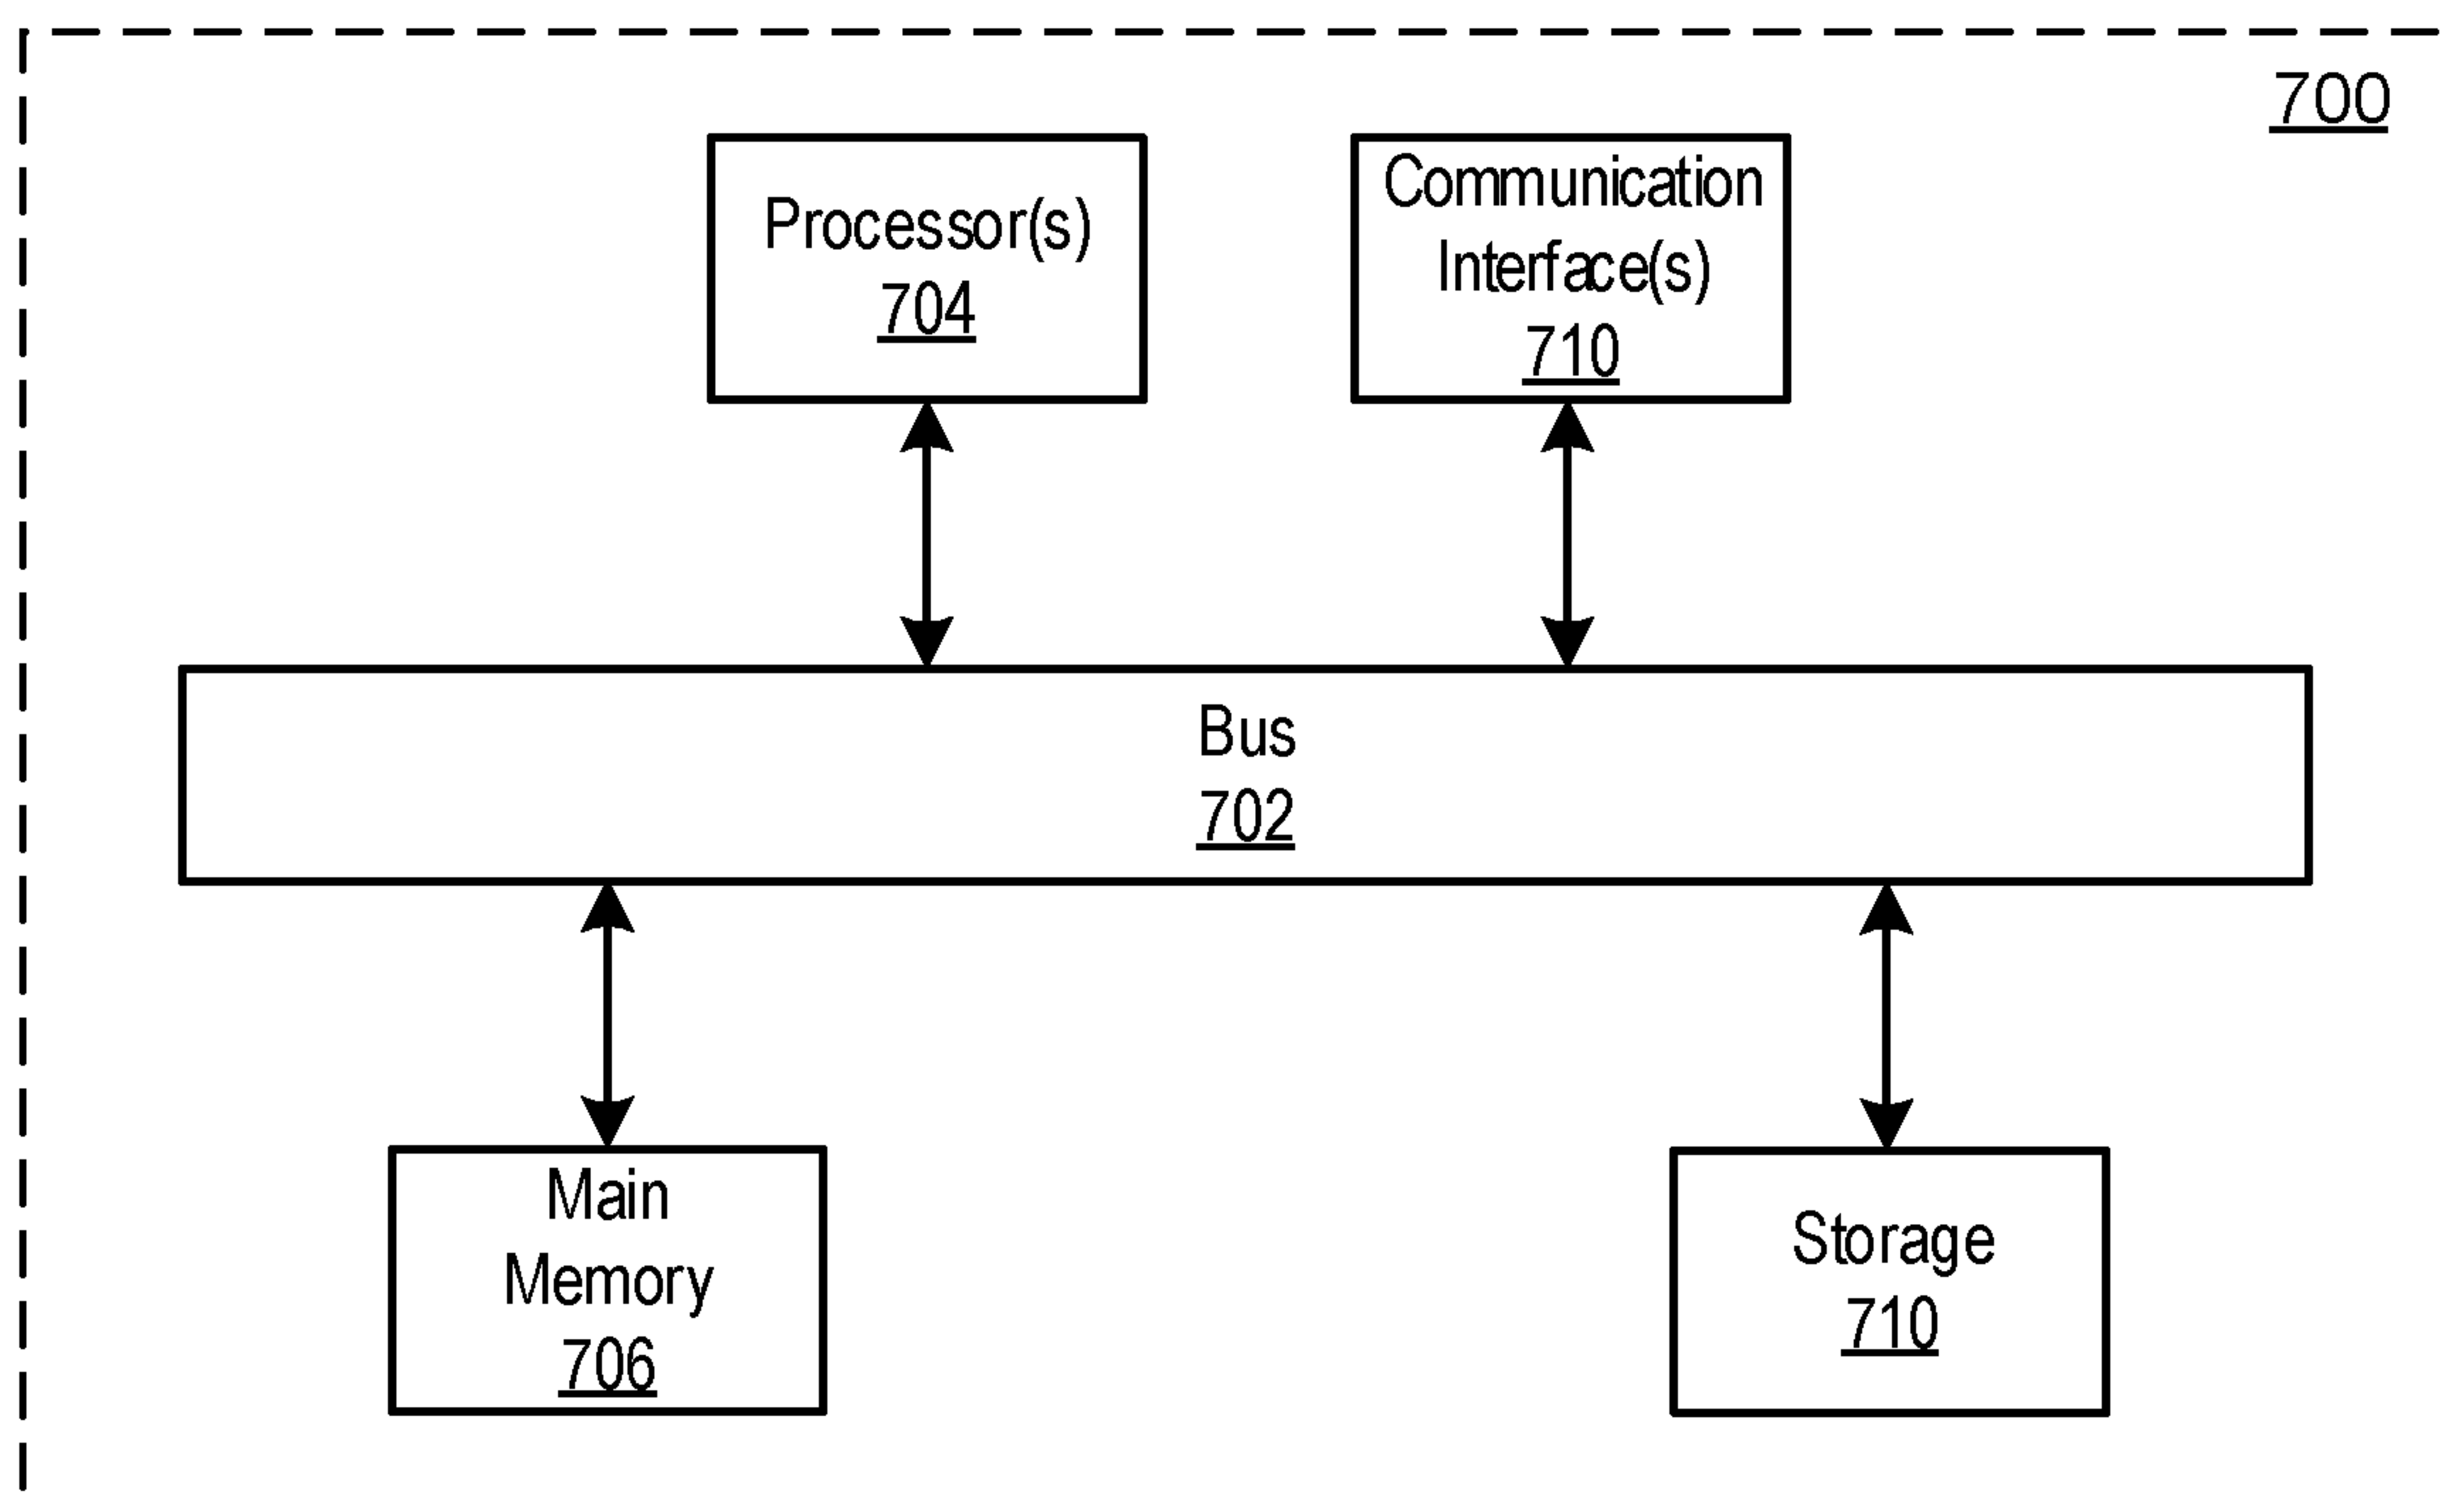 700
Processor(s)
704
Communication
Interface(s)
710
Bus
702
Main
Memory
706
Storage
710